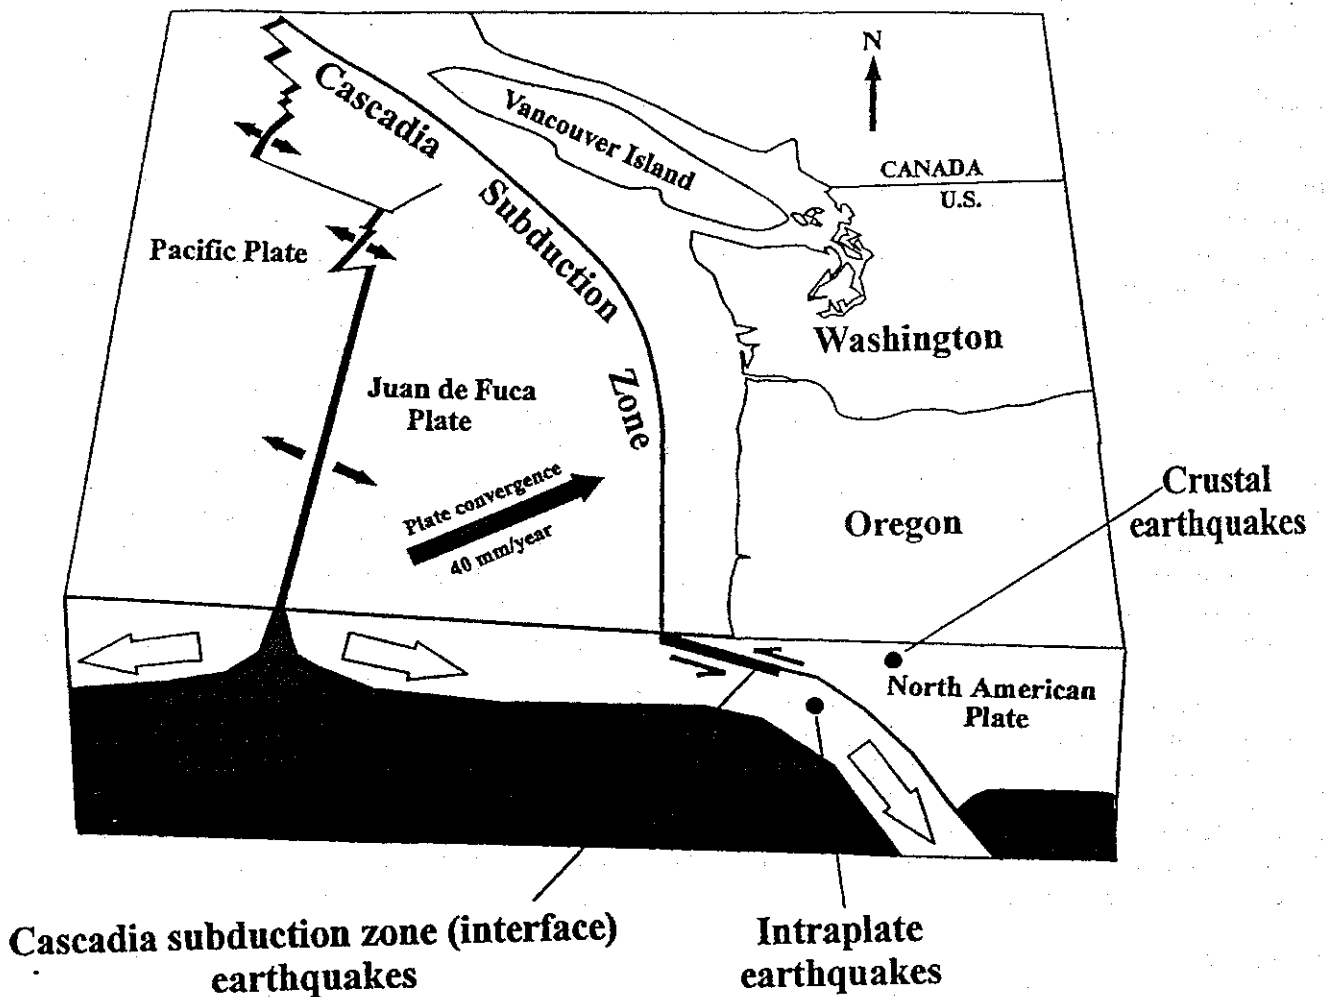 N
Cascadia
Subduction
Zone
Vancouver Island
CANADA
U.S.
Pacific Plate
Washington
Juan de Fuca
Plate
Plate convergence
40 mm/year
Oregon
Crustal
earthquakes
North American
Plate
Cascadia subduction zone (interface)
earthquakes
Intraplate
earthquakes